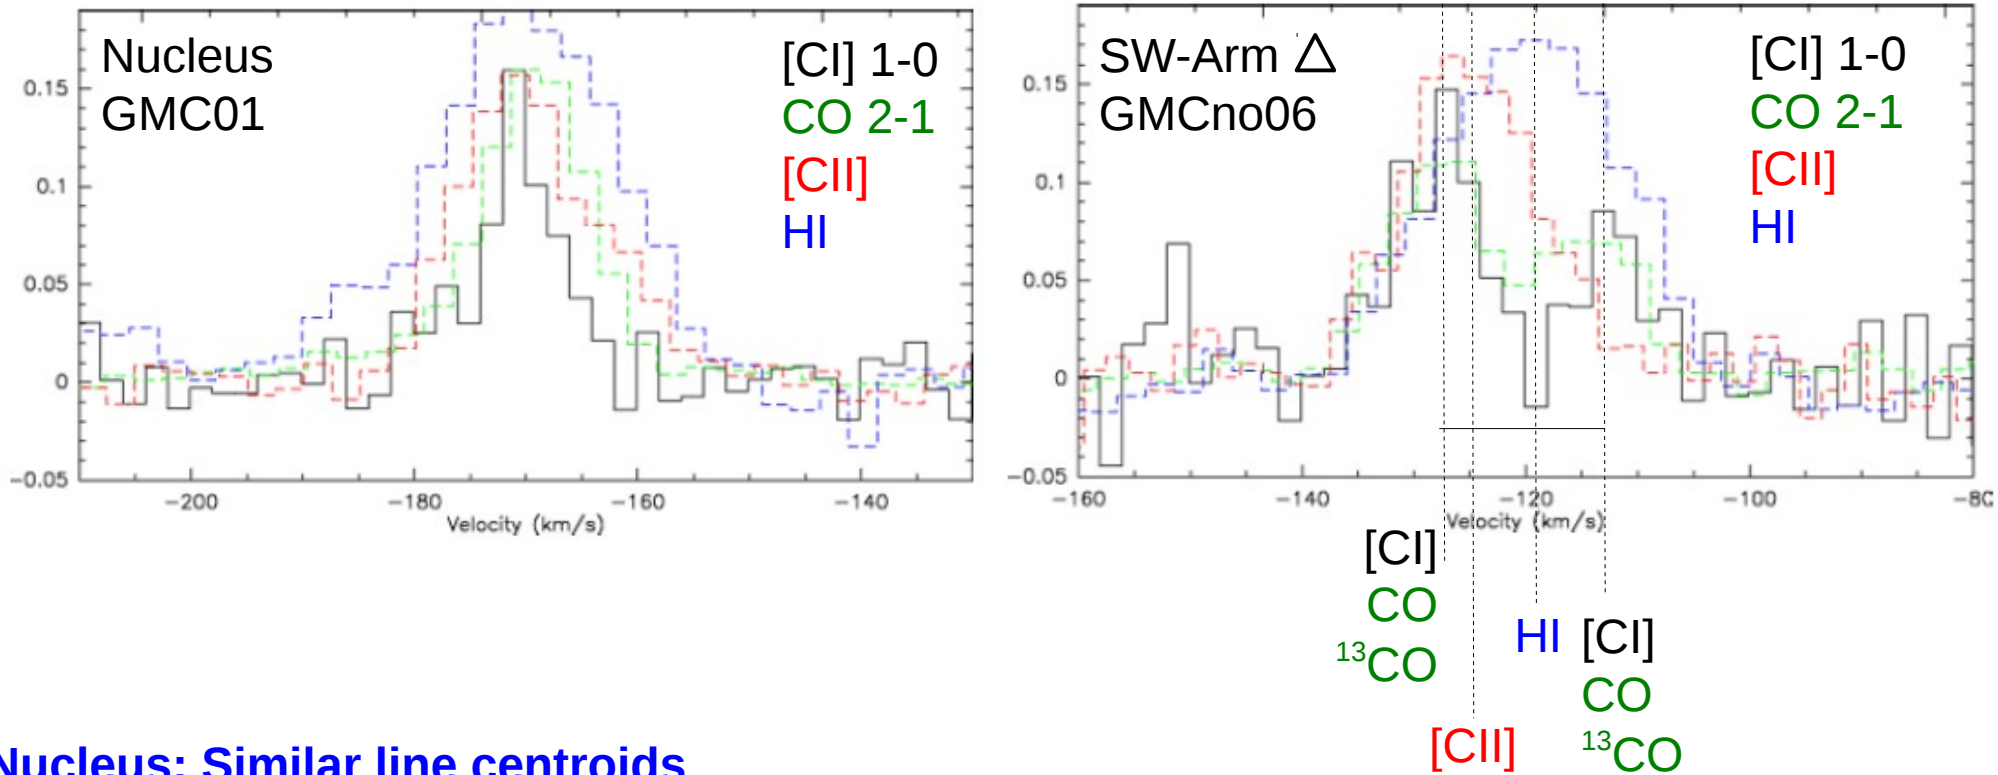 Nucleus
GMC01
[CI] 1-0
CO 2-1
[CII]
HI
0.15
0.1
0.05
0
−0.05
−200
−180
−160
−140
Velocity (km/s)
SW-Arm △
GMCno06
[CI] 1-0
CO 2-1
[CII]
HI
0.15
0.1
0.05
0
−0.05
−160
−140
−120
−100
Velocity (km/s)
[CI]
CO
¹³CO
[CII]
HI
[CI]
CO
¹³CO
Nucleus: Similar line centroids